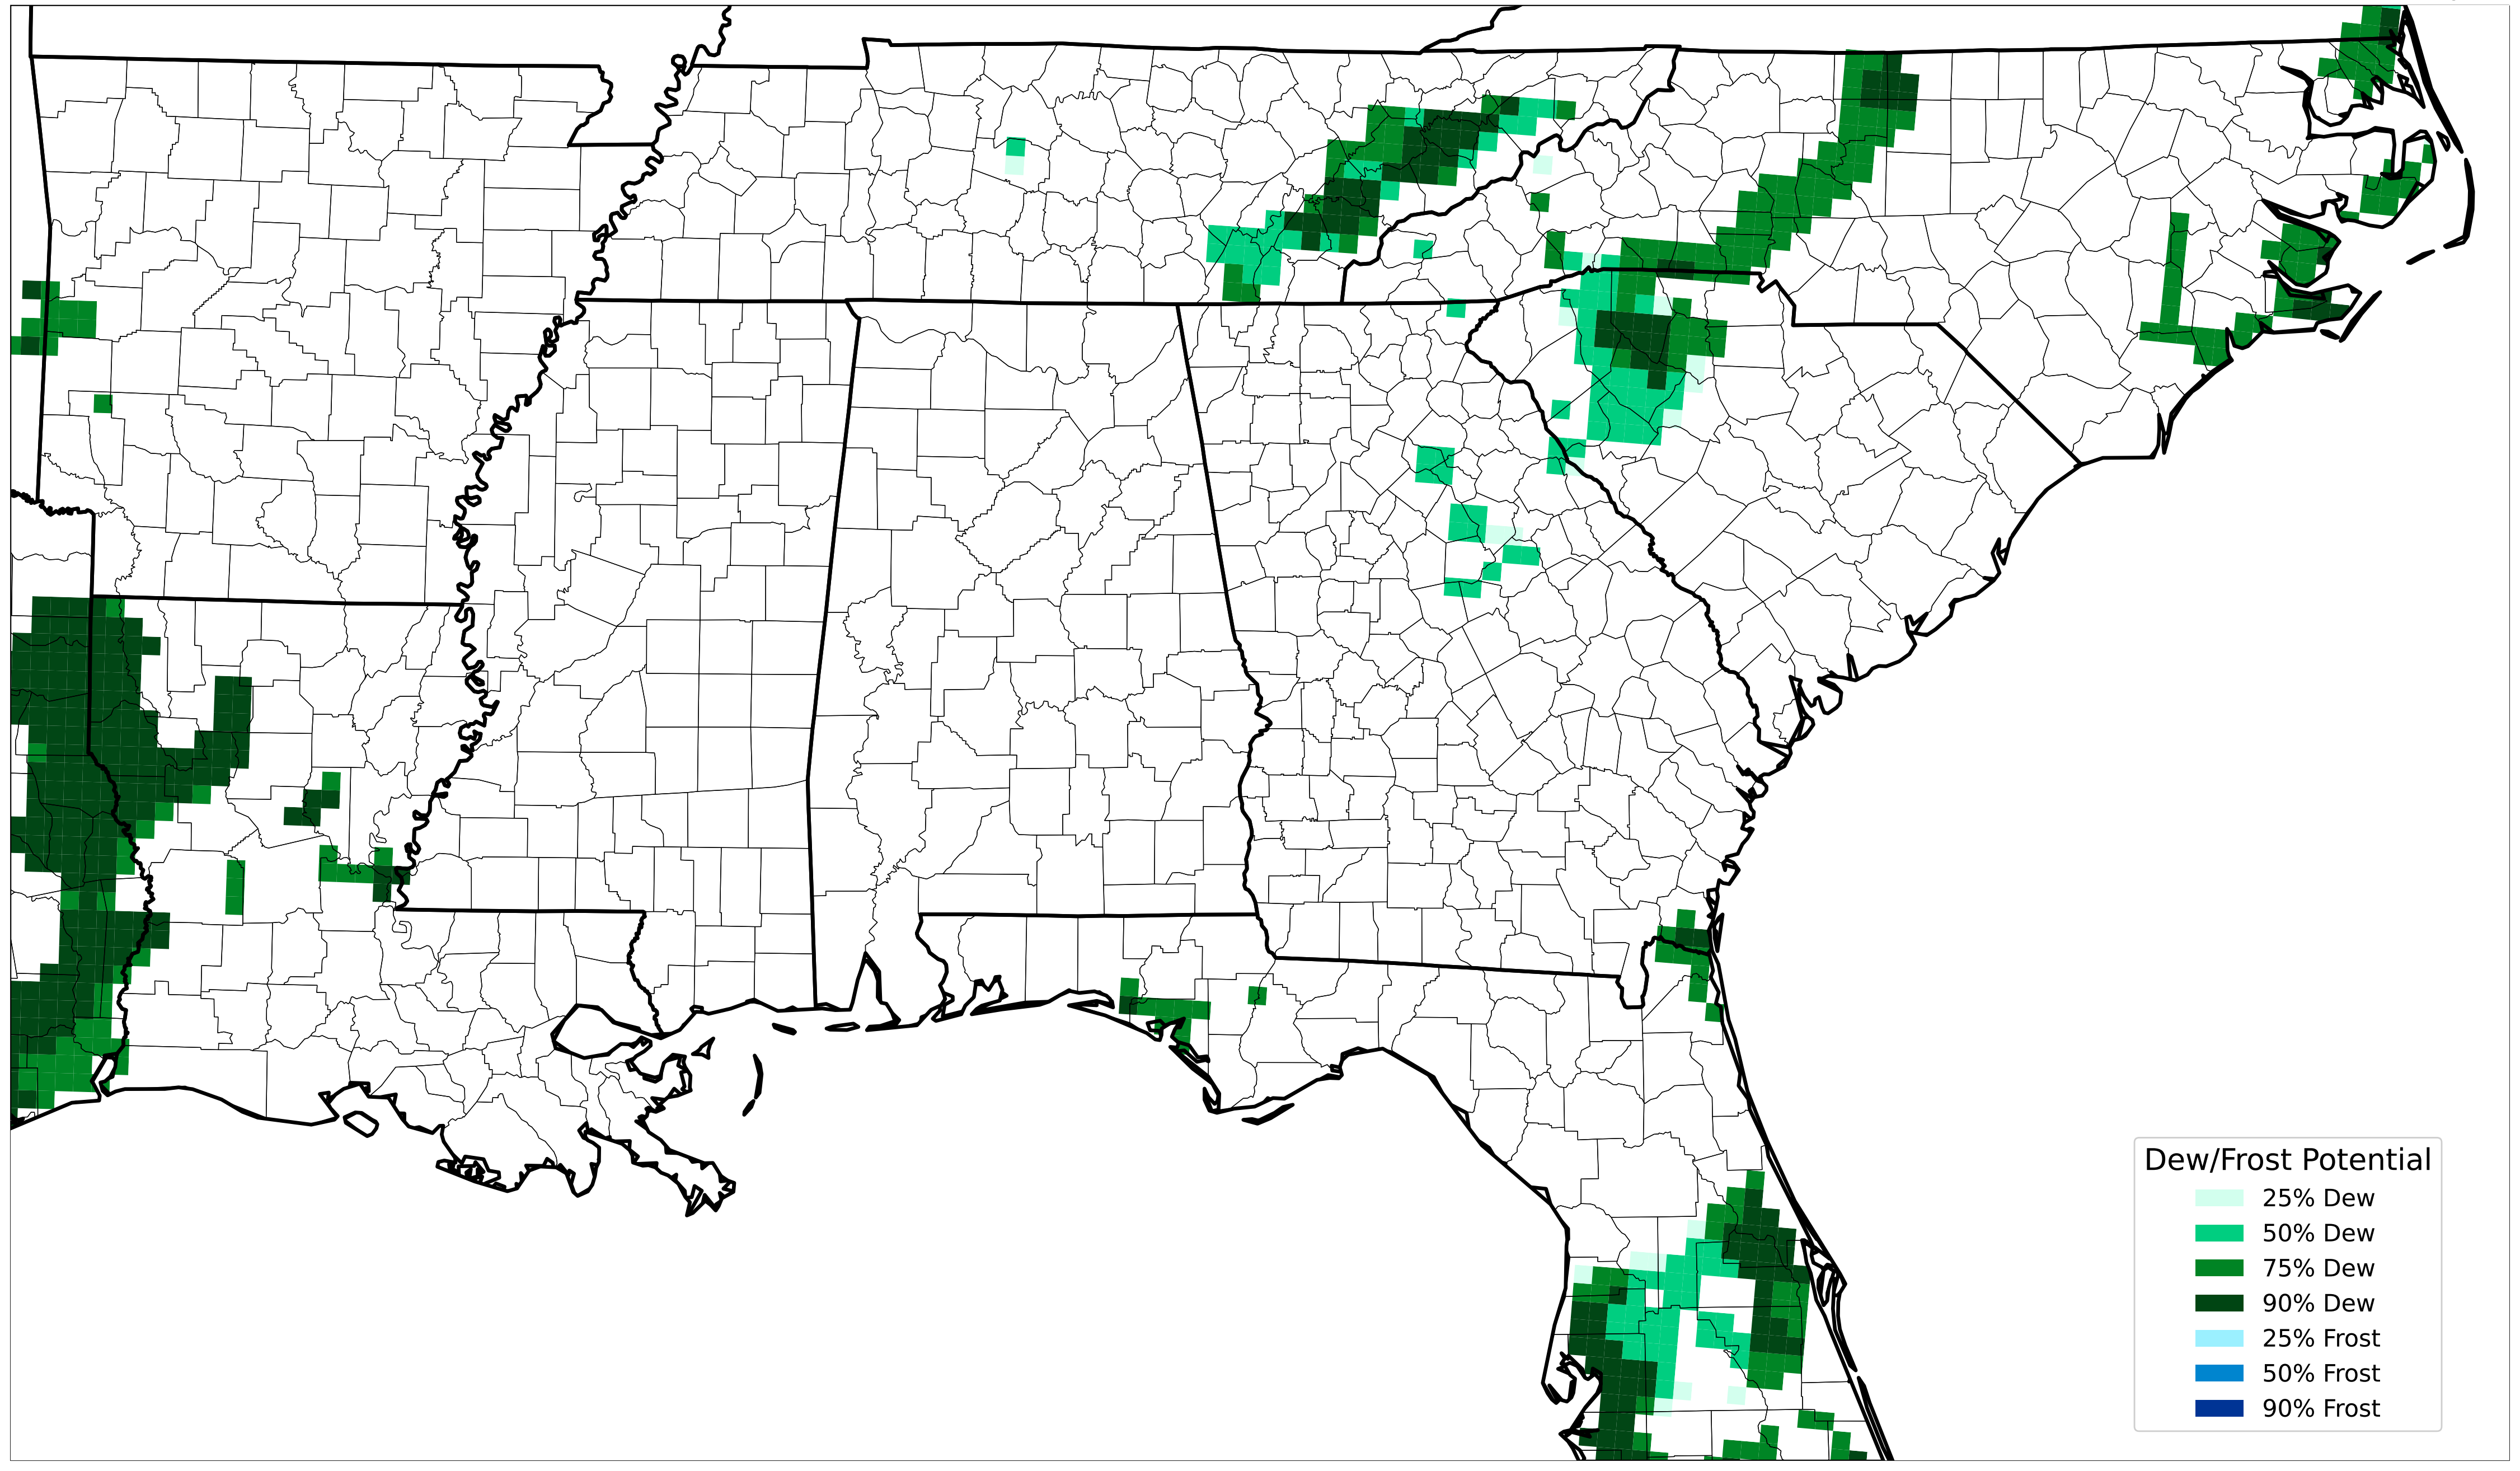 Dew/Frost Potential
25% Dew
50% Dew
75% Dew
90% Dew
25% Frost
50% Frost
90% Frost